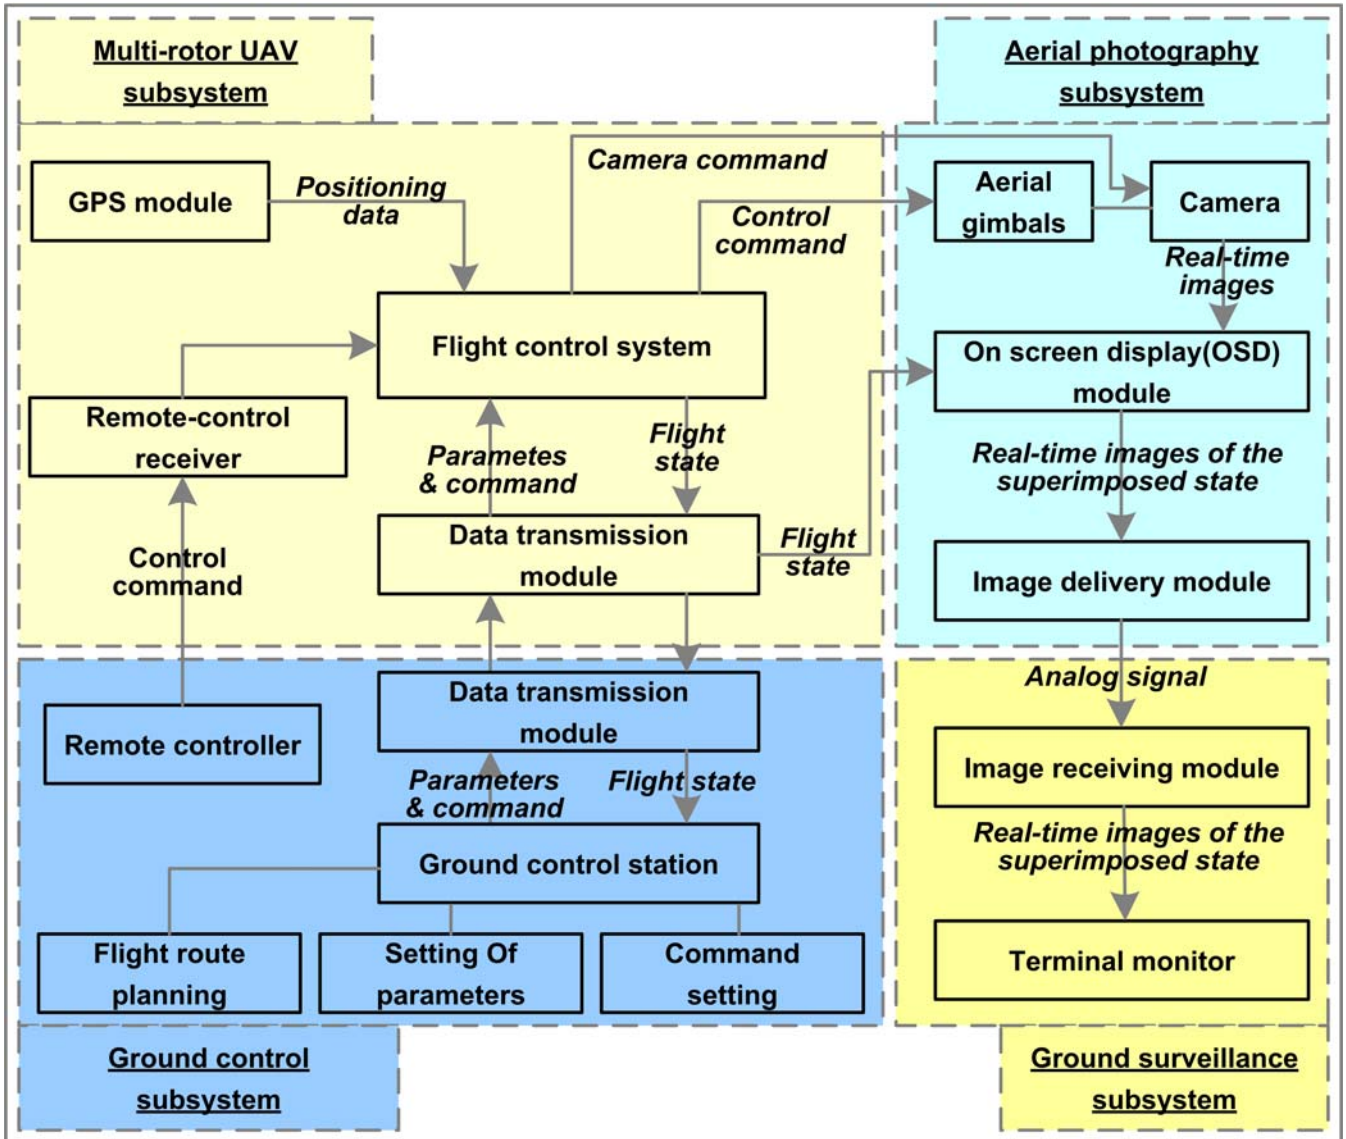 Multi-rotor UAV
subsystem
Aerial photography
subsystem
GPS module
Positioning
data
Camera command
Control
command
Aerial
gimbals
Camera
Real-time
images
Flight control system
On screen display(OSD)
module
Remote-control
receiver
Parametes
& command
Flight
state
Real-time images of the
superimposed state
Control
command
Data transmission
module
Flight
state
Image delivery module
Data transmission
module
Analog signal
Remote controller
Parameters
& command
Flight state
Image receiving module
Real-time images of the
superimposed state
Ground control station
Flight route
planning
Setting Of
parameters
Command
setting
Terminal monitor
Ground control
subsystem
Ground surveillance
subsystem